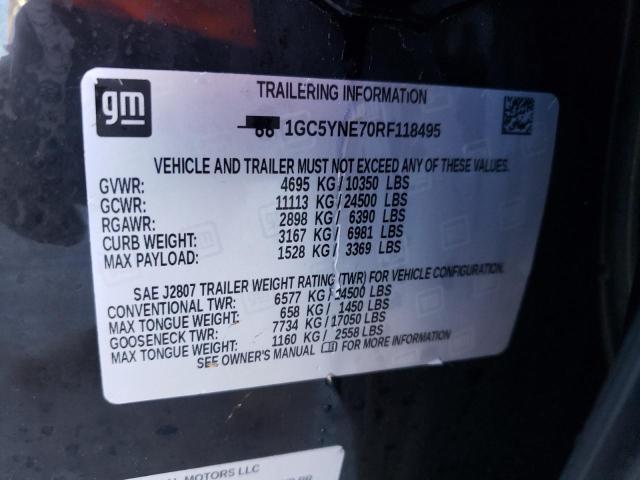 gm
TRAILERING INFORMATION
1GC5YNE70RF118495
VEHICLE AND TRAILER MUST NOT EXCEED ANY OF THESE VALUES.
GVWR: 4695 KG / 10350 LBS
GCWR: 11113 KG / 24500 LBS
RGAWR: 2898 KG / 6390 LBS
CURB WEIGHT: 3167 KG / 6981 LBS
MAX PAYLOAD: 1528 KG / 3369 LBS
SAE J2807 TRAILER WEIGHT RATING (TWR) FOR VEHICLE CONFIGURATION.
CONVENTIONAL TWR: 6577 KG / 14500 LBS
MAX TONGUE WEIGHT: 658 KG / 1450 LBS
GOOSENECK TWR: 7734 KG / 17050 LBS
MAX TONGUE WEIGHT: 1160 KG / 2558 LBS
SEE OWNER'S MANUAL FOR MORE INFORMATION
MOTORS LLC